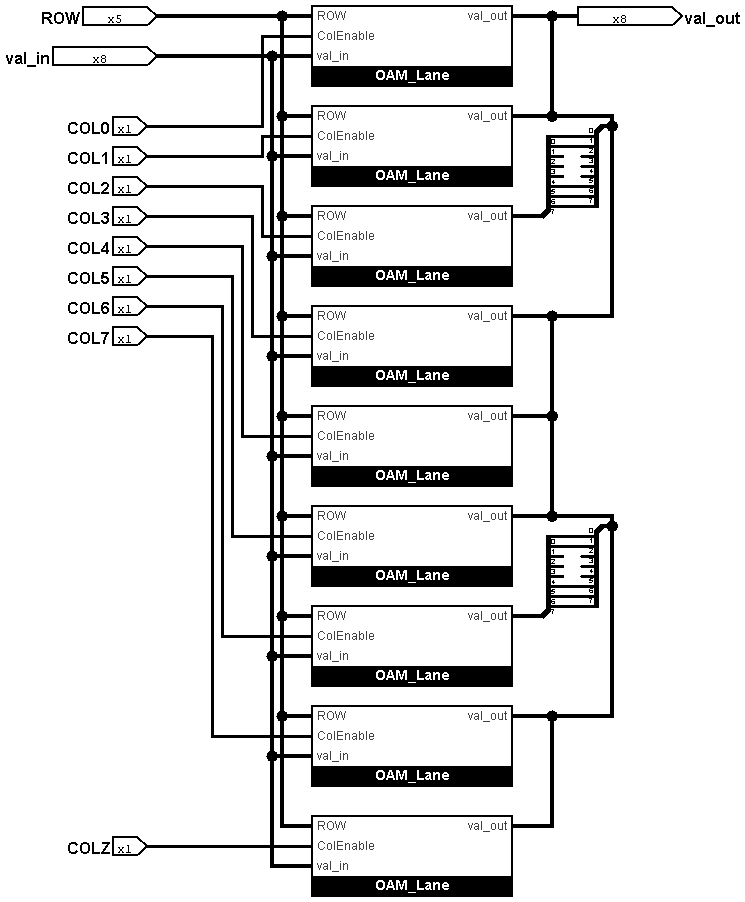 ROW x5 ROW val_out x8 val_out
ColEnable
val_in x8 val_in
OAM_Lane
ROW val_out
COL0 x1 ColEnable
COL1 x1 val_in
OAM_Lane
COL2 x1
COL3 x1 ROW val_out
ColEnable
COL4 x1 val_in
COL5 x1 OAM_Lane
COL6 x1 ROW val_out
COL7 x1 ColEnable
val_in
OAM_Lane
ROW val_out
ColEnable
val_in
OAM_Lane
ROW val_out
ColEnable
val_in
OAM_Lane
ROW val_out
ColEnable
val_in
OAM_Lane
ROW val_out
ColEnable
val_in
OAM_Lane
ROW val_out
COLZ x1 ColEnable
val_in
OAM_Lane